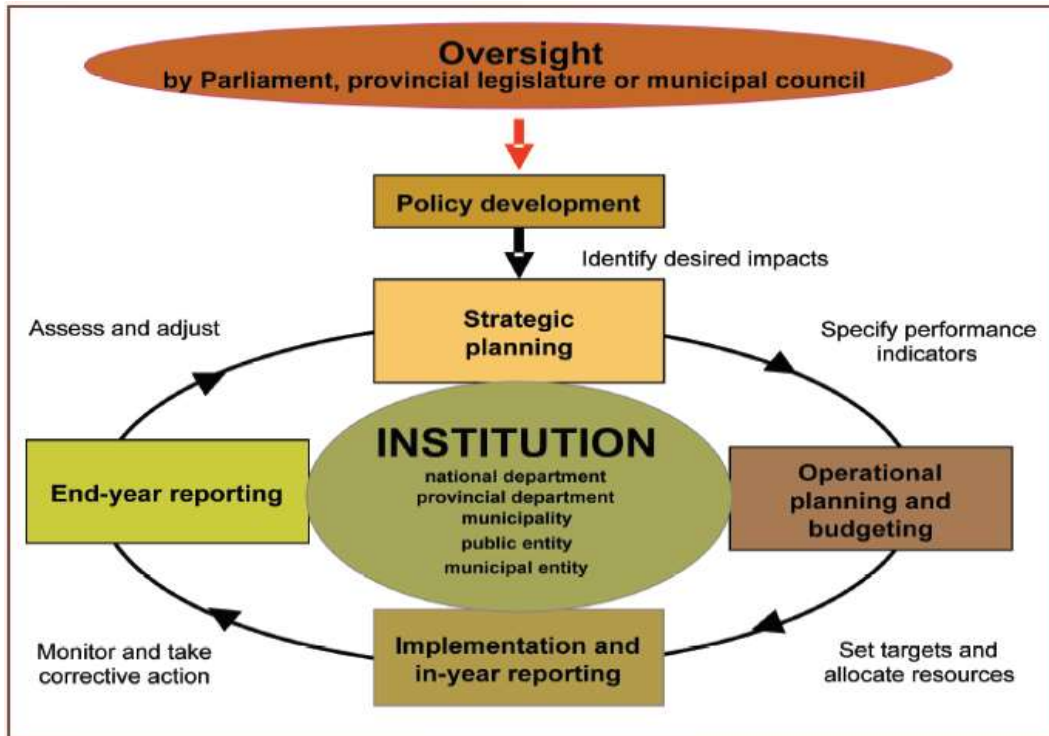 Oversight
by Parliament, provincial legislature or municipal council
Policy development
Identify desired impacts
Strategic
planning
Assess and adjust
Specify performance
indicators
INSTITUTION
national department
provincial department
municipality
public entity
municipal entity
End-year reporting
Operational
planning and
budgeting
Implementation and
in-year reporting
Monitor and take
corrective action
Set targets and
allocate resources